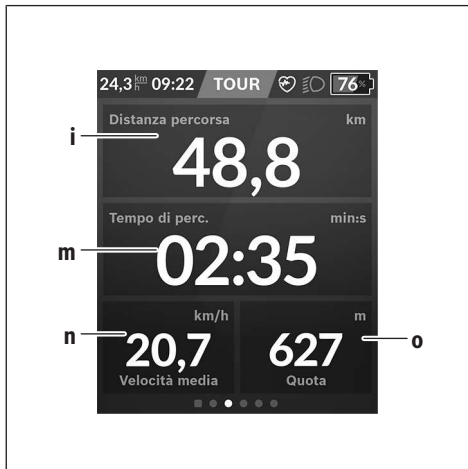 24,3 km/h 09:22 TOUR 76%
Distanza percorsa km
i
48,8
Tempo di perc. min:s
m
02:35
km/h m
n 20,7 627 o
Velocità media Quota